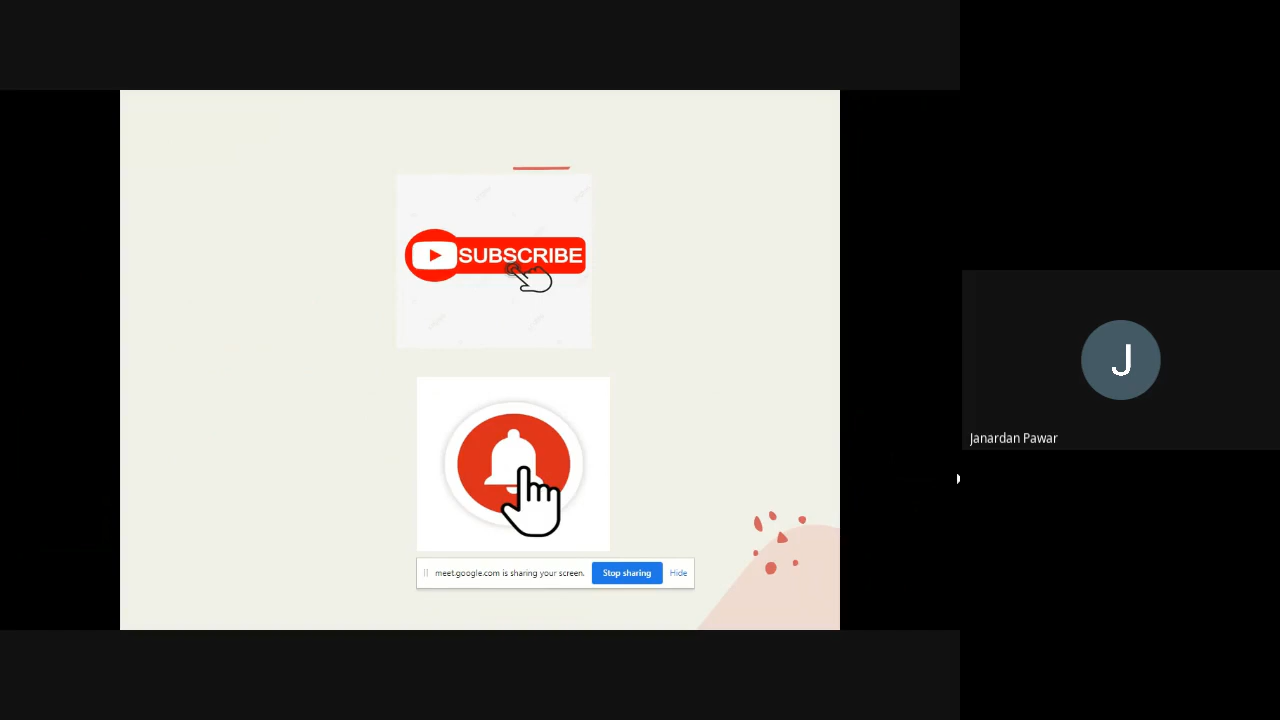 SUBSCRIBE
J
Janardan Pawar
meet.google.com is sharing your screen.
Stop sharing
Hide